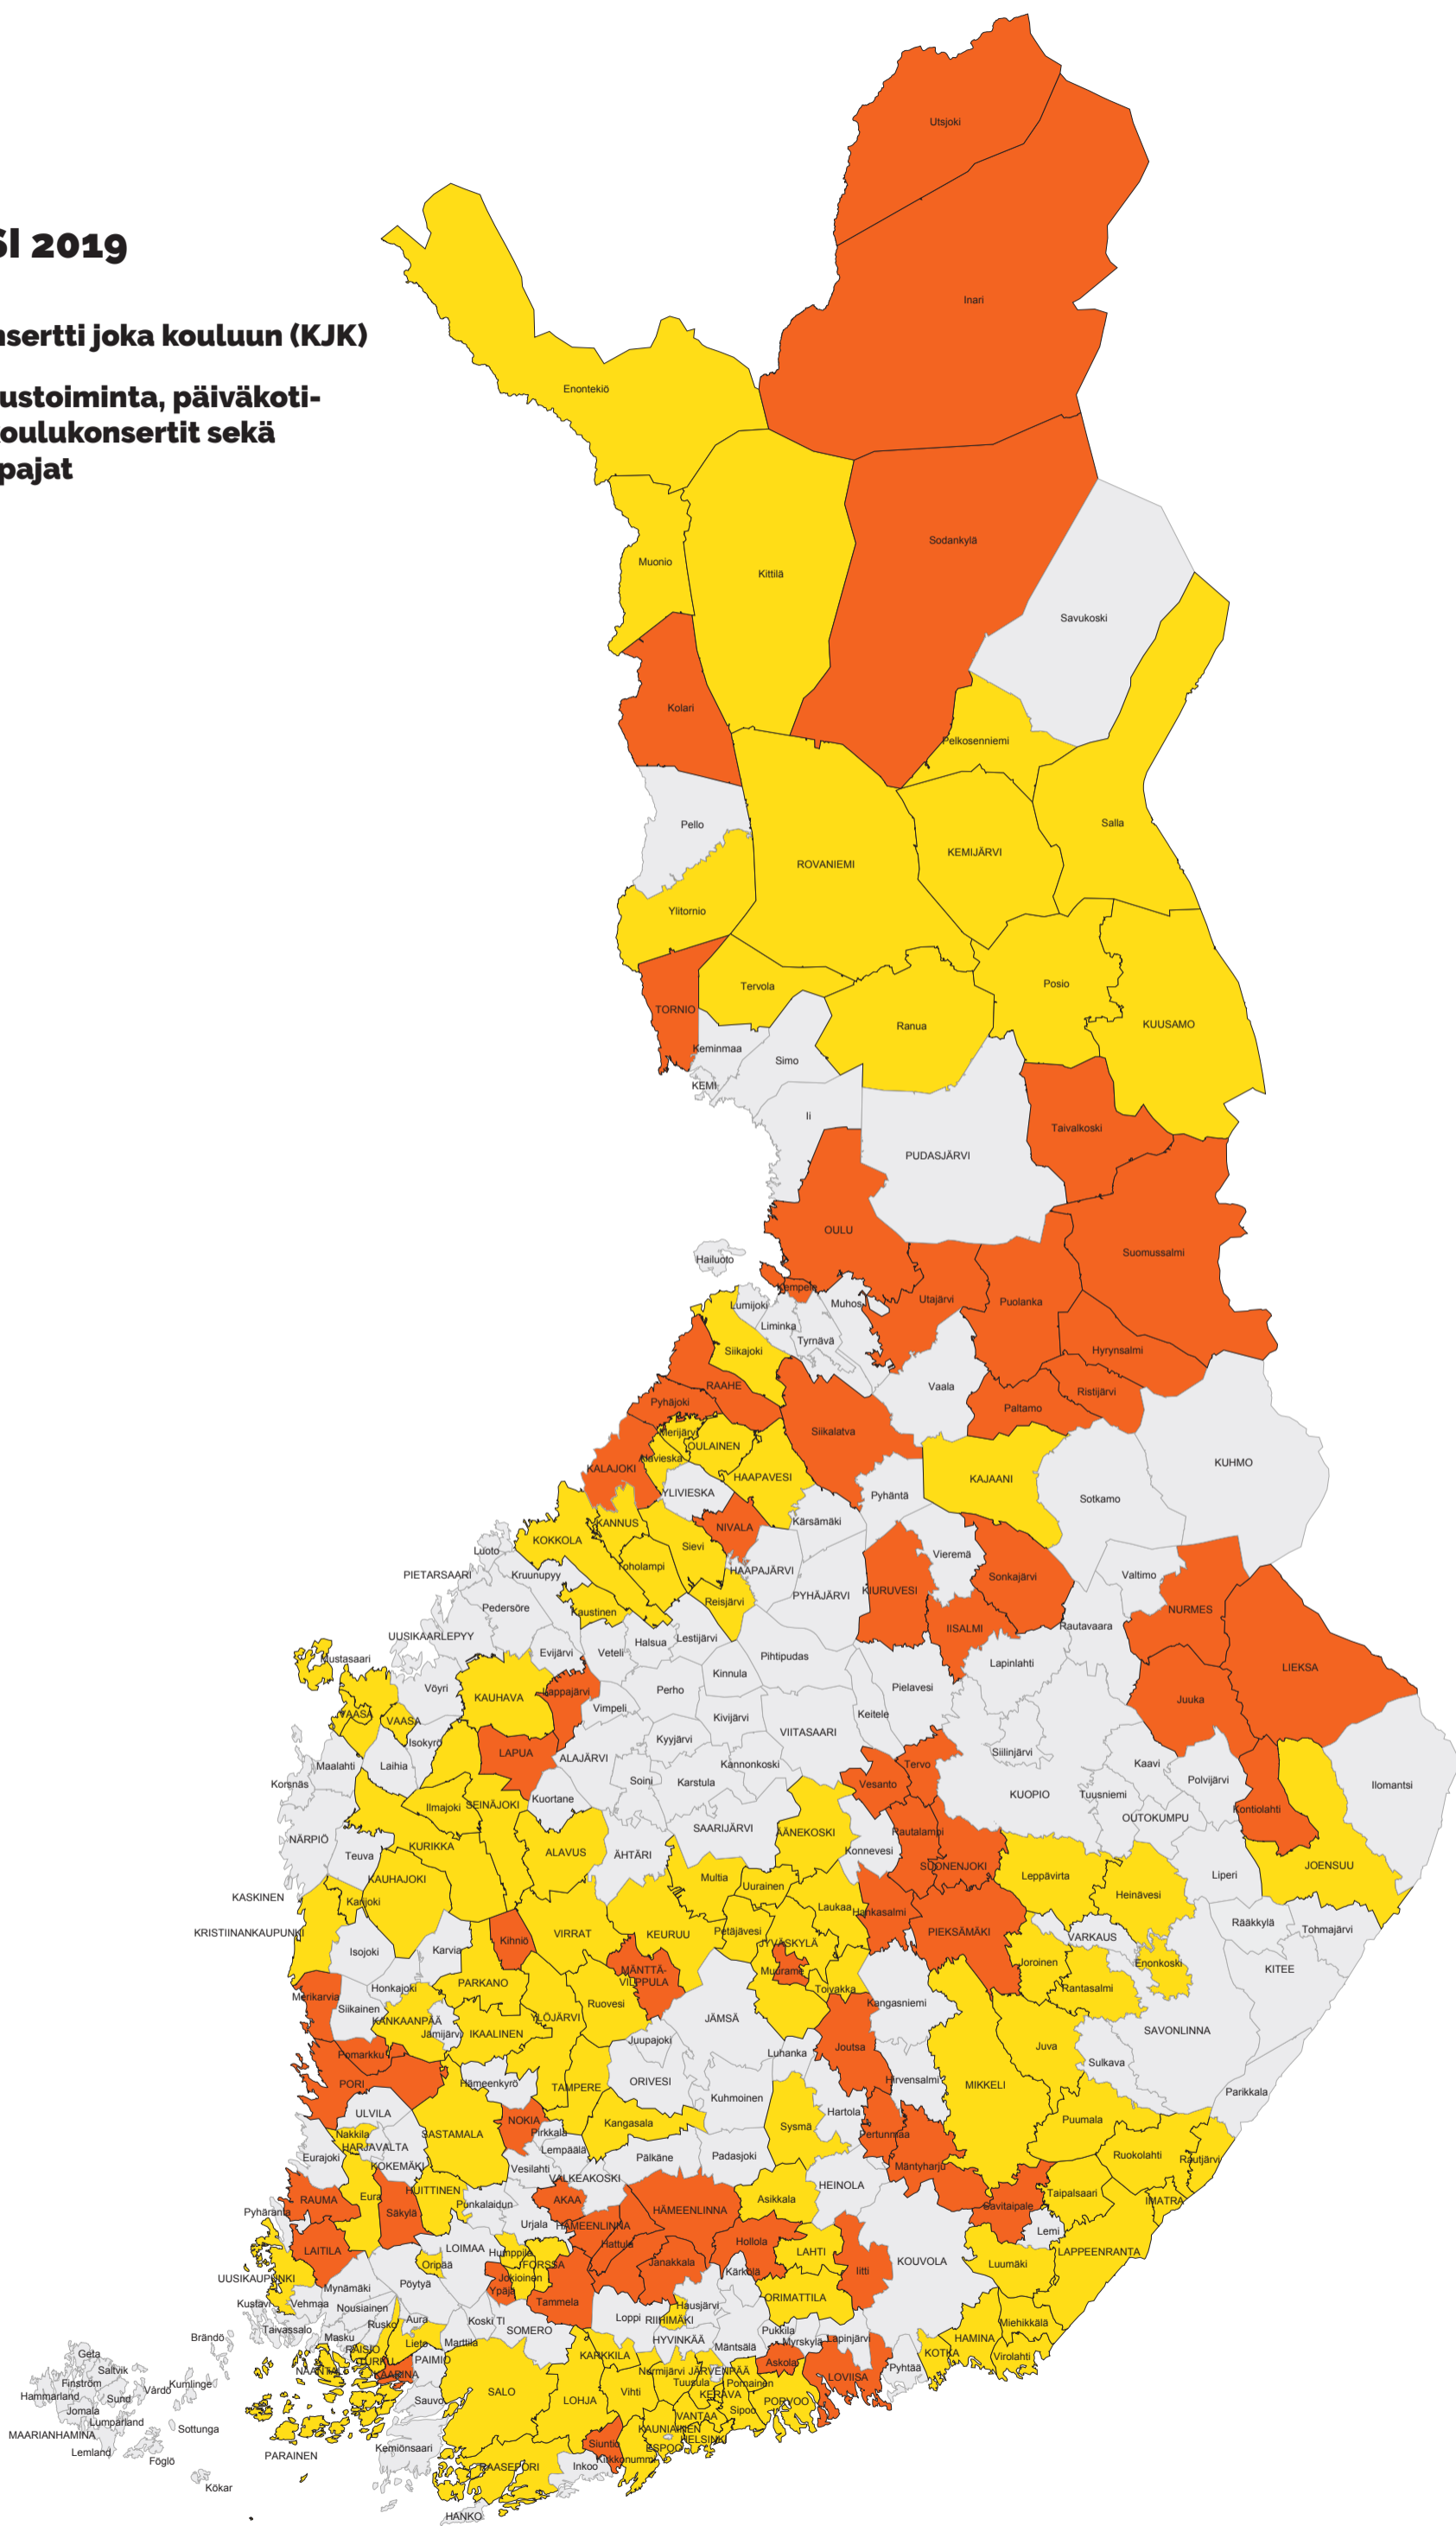 SI 2019
nsertti joka kouluun (KJK)
ustoiminta, päiväkoti-
oulukonsertit sekä
pajat
Utsjoki
Inari
Enontekiö
Sodankylä
Muonio
Kittilä
Savukoski
Kolari
Pelkosenniemi
Pello
Salla
KEMIJÄRVI
ROVANIEMI
Ylitornio
Posio
Tervola
TORNIO
KUUSAMO
Ranua
Keminmaa
Simo
KEMI
Ii
Taivalkoski
PUDASJÄRVI
OULU
Suomussalmi
Hailuoto
Kempele
Utajärvi
Puolanka
Muhos
Lumijoki
Liminka
Tyrnävä
Hyrynsalmi
Siikajoki
RAAHE
Vaala
Ristijärvi
Pyhäjoki
Paltamo
Siikalatva
Merijärvi
OULAINEN
Alavieska
KUHMO
KALAJOKI
HAAPAVESI
KAJAANI
YLIVIESKA
Pyhäntä
Sotkamo
KANNUS
NIVALA
Kärsämäki
KOKKOLA
Sievi
Luoto
Toholampi
HAAPAJÄRVI
Vieremä
PIETARSAARI
Kruunupyy
Sonkajärvi
Valtimo
KIURUVESI
PYHÄJÄRVI
Reisjärvi
Pedersöre
Kaustinen
NURMES
Rautavaara
IISALMI
UUSIKAARLEPYY
Halsua
Lestijärvi
Evijärvi
Veteli
Pihtipudas
Lapinlahti
Mustasaari
LIEKSA
Kinnula
Vöyri
Perho
Pielavesi
Lappajärvi
KAUHAVA
Juuka
Vimpeli
VAASA
VAASA
Kivijärvi
Keitele
VIITASAARI
Isokyrö
Kyyjärvi
LAPUA
Siilinjärvi
ALAJÄRVI
Maalahti
Laihia
Kannonkoski
Tervo
Kaavi
Polvijärvi
Korsnäs
Soini
Karstula
Vesanto
Ilomantsi
KUOPIO
Tuusniemi
Kuortane
Ilmajoki
SEINÄJOKI
Kontiolahti
OUTOKUMPU
SAARIJÄRVI
ÄÄNEKOSKI
Rautalampi
NÄRPIÖ
KURIKKA
Konnevesi
ALAVUS
Teuva
ÄHTÄRI
SUONENJOKI
JOENSUU
Liperi
Leppävirta
KAUHAJOKI
Multia
Uurainen
Heinävesi
KASKINEN
Karijoki
Laukaa
Hankasalmi
Rääkkylä
Tohmajärvi
KRISTIINANKAUPUNKI
Petäjävesi
KEURUU
VIRRAT
PIEKSÄMÄKI
VARKAUS
Kihniö
JYVÄSKYLÄ
Isojoki
Karvia
Joroinen
Enonkoski
KITEE
MÄNTTÄ-
VILPPULA
Muurame
Honkajoki
PARKANO
Toivakka
Rantasalmi
Merikarvia
Siikainen
Ruovesi
Kangasniemi
KANKAANPÄÄ
YLÖJÄRVI
JÄMSÄ
Jämijärvi
IKAALINEN
SAVONLINNA
Juupajoki
Juva
Joutsa
Luhanka
Pomarkku
Sulkava
Hirvensalmi
ORIVESI
Hämeenkyrö
PORI
TAMPERE
MIKKELI
Parikkala
Kuhmoinen
Hartola
ULVILA
Puumala
NOKIA
Kangasala
Sysmä
Pirkkala
Nakkila
SASTAMALA
Pertunmaa
HARJAVALTA
Lempäälä
Ruokolahti
Eurajoki
Pälkäne
Padasjoki
Rautjärvi
KOKEMÄKI
Vesilahti
Mäntyharju
VALKEAKOSKI
HEINOLA
HUITTINEN
Taipalsaari
Eura
RAUMA
AKAA
Asikkala
IMATRA
Punkalaidun
Savitaipale
Pyhäranta
Säkylä
HÄMEENLINNA
Urjala
HÄMEENLINNA
Lemi
Hattula
Hollola
LOIMAA
LAITILA
LAHTI
LAPPEENRANTA
Humppila
KOUVOLA
Oripää
FORSSA
Janakkala
Luumäki
Iitti
Kärkölä
UUSIKAUPUNKI
Jokioinen
Pöytyä
Mynämäki
Ypäjä
ORIMATTILA
Tammela
Kustavi
Vehmaa
Hausjärvi
Nousiainen
Loppi
RIIHIMÄKI
Aura
Koski Tl
Miehikkälä
Rusko
Taivassalo
SOMERO
Pukkila
Masku
HYVINKÄÄ
Myrskylä
Lapinjärvi
HAMINA
Brändö
Lieto
Marttila
Mäntsälä
RAISIO
KOTKA
Geta
KARKKILA
Virolahti
TURKU
PAIMIO
Askola
Pyhtää
Saltvik
NAANTALI
KAARINA
Nurmijärvi
JÄRVENPÄÄ
LOVIISA
Finström
Kumlinge
Tuusula
Pornainen
Vårdö
SALO
Vihti
Hammarland
Sund
KERAVA
LOHJA
Sauvo
PORVOO
Jomala
Sipoo
Lumparland
VANTAA
Sottunga
MAARIANHAMINA
KAUNIAINEN
HELSINKI
Siuntio
Lemland
Kemiönsaari
ESPOO
PARAINEN
Föglö
Kirkkonummi
RAASEPORI
Inkoo
Kökar
HANKO